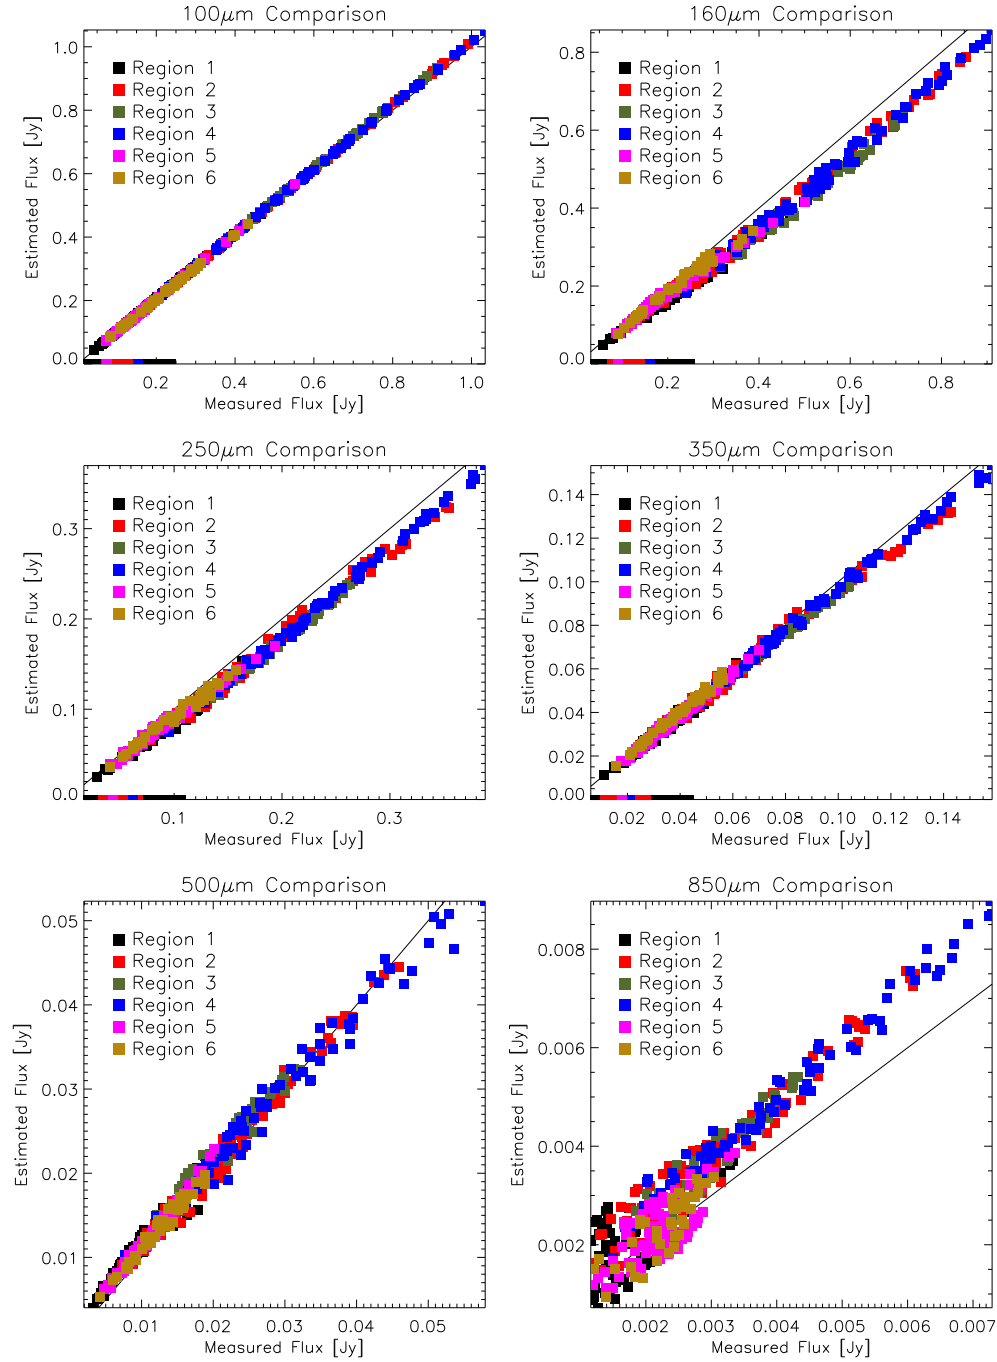 100μm Comparison
Estimated Flux [Jy]
1.0
0.8
0.6
0.4
0.2
0.0
Region 1
Region 2
Region 3
Region 4
Region 5
Region 6
0.2 0.4 0.6 0.8 1.0
Measured Flux [Jy]
160μm Comparison
Estimated Flux [Jy]
0.8
0.6
0.4
0.2
0.0
Region 1
Region 2
Region 3
Region 4
Region 5
Region 6
0.2 0.4 0.6 0.8
Measured Flux [Jy]
250μm Comparison
Estimated Flux [Jy]
0.3
0.2
0.1
0.0
Region 1
Region 2
Region 3
Region 4
Region 5
Region 6
0.1 0.2 0.3
Measured Flux [Jy]
350μm Comparison
Estimated Flux [Jy]
0.14
0.12
0.10
0.08
0.06
0.04
0.02
0.00
Region 1
Region 2
Region 3
Region 4
Region 5
Region 6
0.02 0.04 0.06 0.08 0.10 0.12 0.14
Measured Flux [Jy]
500μm Comparison
Estimated Flux [Jy]
0.05
0.04
0.03
0.02
0.01
Region 1
Region 2
Region 3
Region 4
Region 5
Region 6
0.01 0.02 0.03 0.04 0.05
Measured Flux [Jy]
850μm Comparison
Estimated Flux [Jy]
0.008
0.006
0.004
0.002
Region 1
Region 2
Region 3
Region 4
Region 5
Region 6
0.002 0.003 0.004 0.005 0.006 0.007
Measured Flux [Jy]